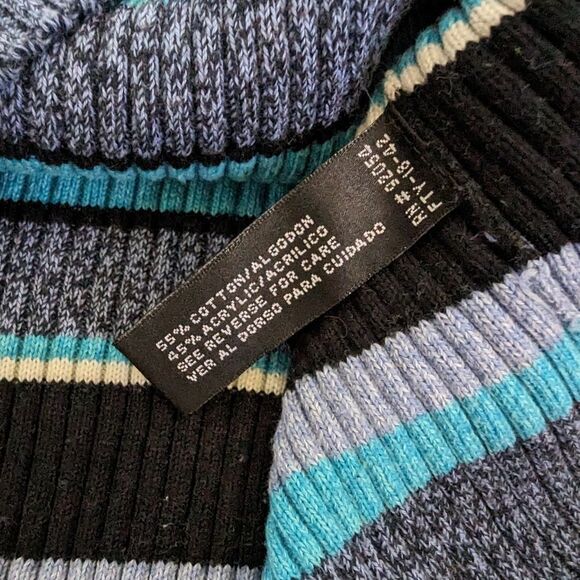 55% COTTON/ALGODON
45% ACRYLIC/ACRILICO
SEE REVERSE FOR CARE
VER AL DORSO PARA CUIDADO
RN# 92054
FTY-18-42